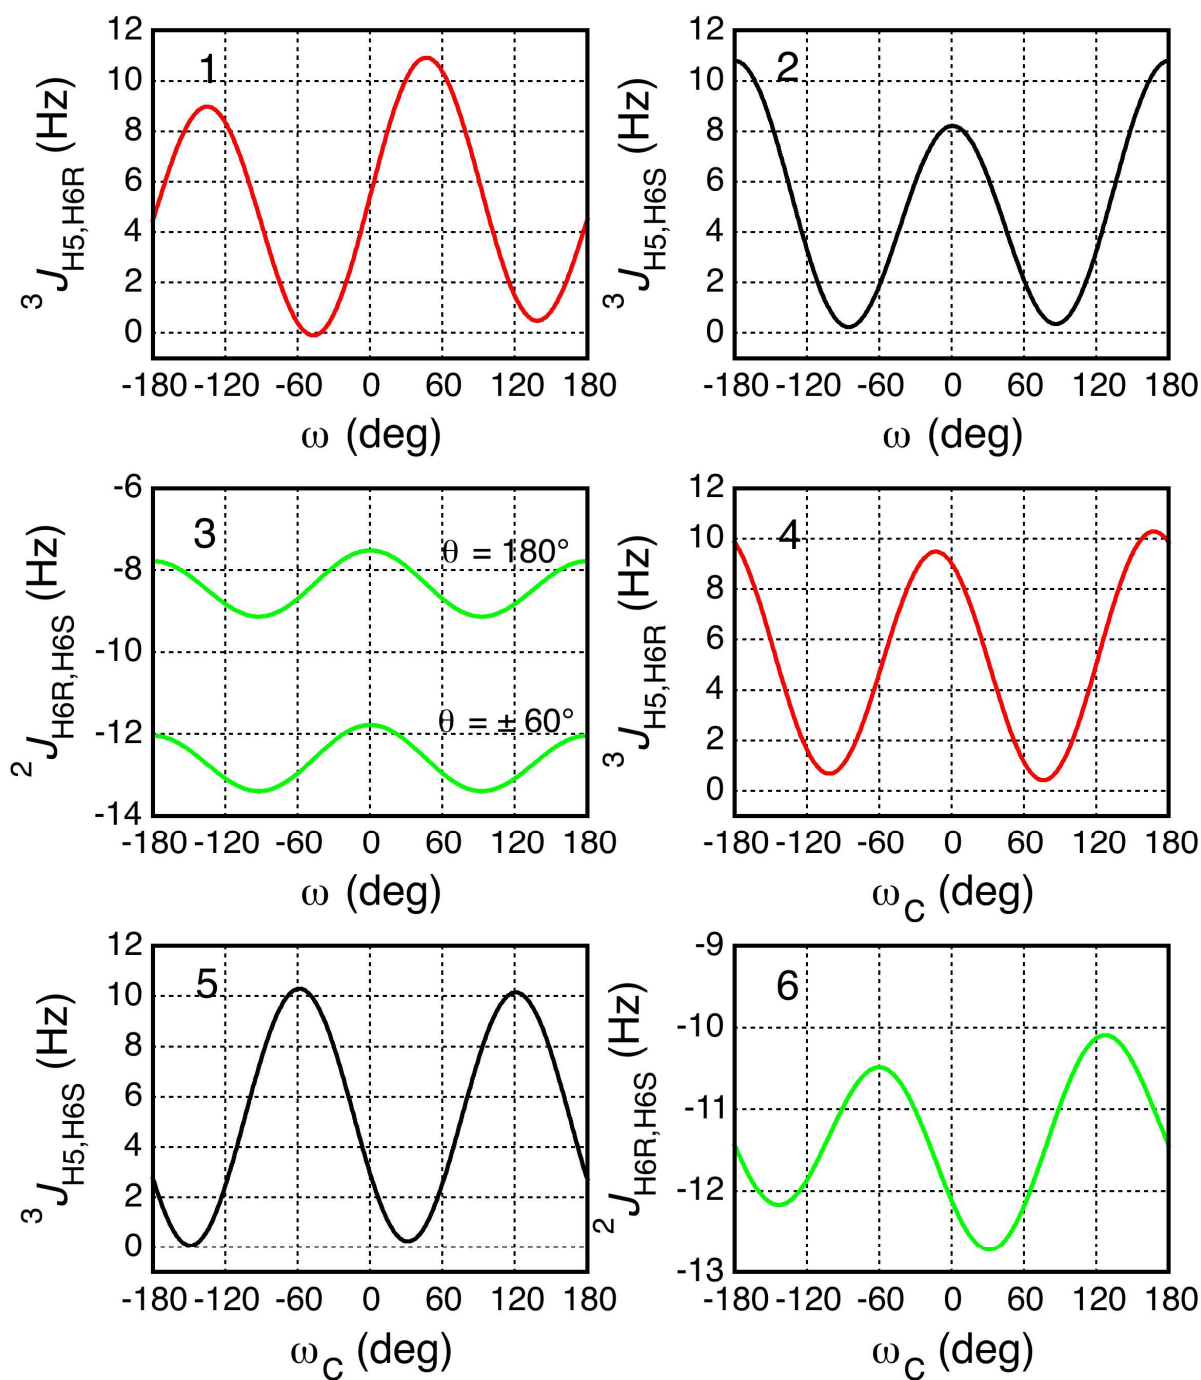 12
10
8
6
4
2
0
-180 -120 -60 0 60 120 180
1
³J_H5,H6R (Hz)
ω (deg)
12
10
8
6
4
2
0
-180 -120 -60 0 60 120 180
2
³J_H5,H6S (Hz)
ω (deg)
-6
-8
-10
-12
-14
-180 -120 -60 0 60 120 180
3
θ = 180°
θ = ± 60°
²J_H6R,H6S (Hz)
ω (deg)
12
10
8
6
4
2
0
-180 -120 -60 0 60 120 180
4
³J_H5,H6R (Hz)
ω_C (deg)
12
10
8
6
4
2
0
-180 -120 -60 0 60 120 180
5
³J_H5,H6S (Hz)
ω_C (deg)
-9
-10
-11
-12
-13
-180 -120 -60 0 60 120 180
6
²J_H6R,H6S (Hz)
ω_C (deg)